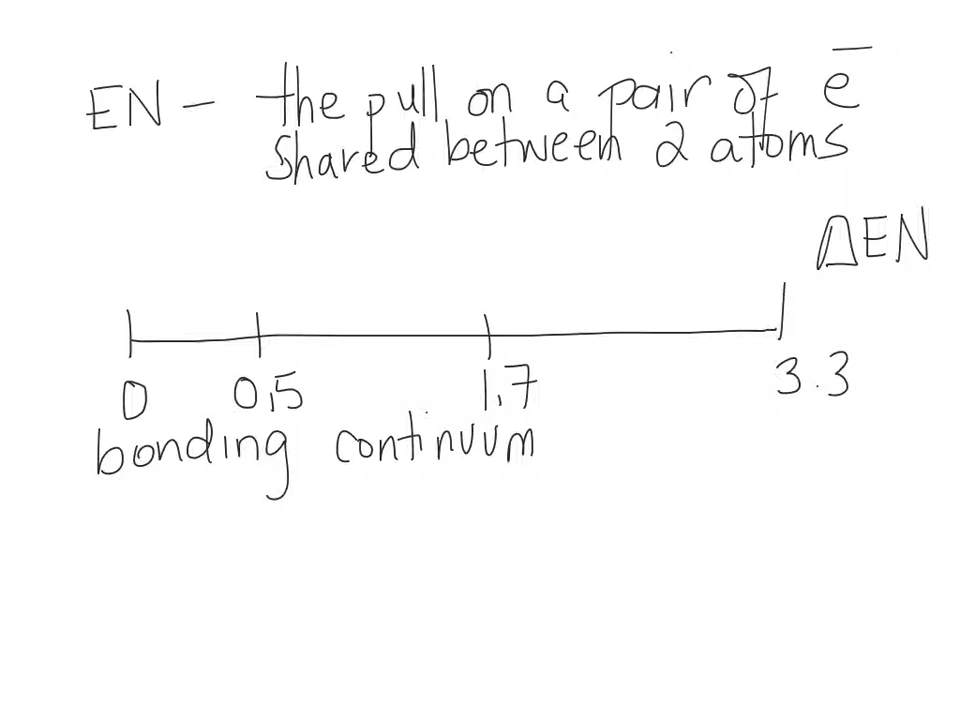 EN – the pull on a pair of e⁻
shared between 2 atoms
ΔEN
0 0,5 1,7 3.3
bonding continuum